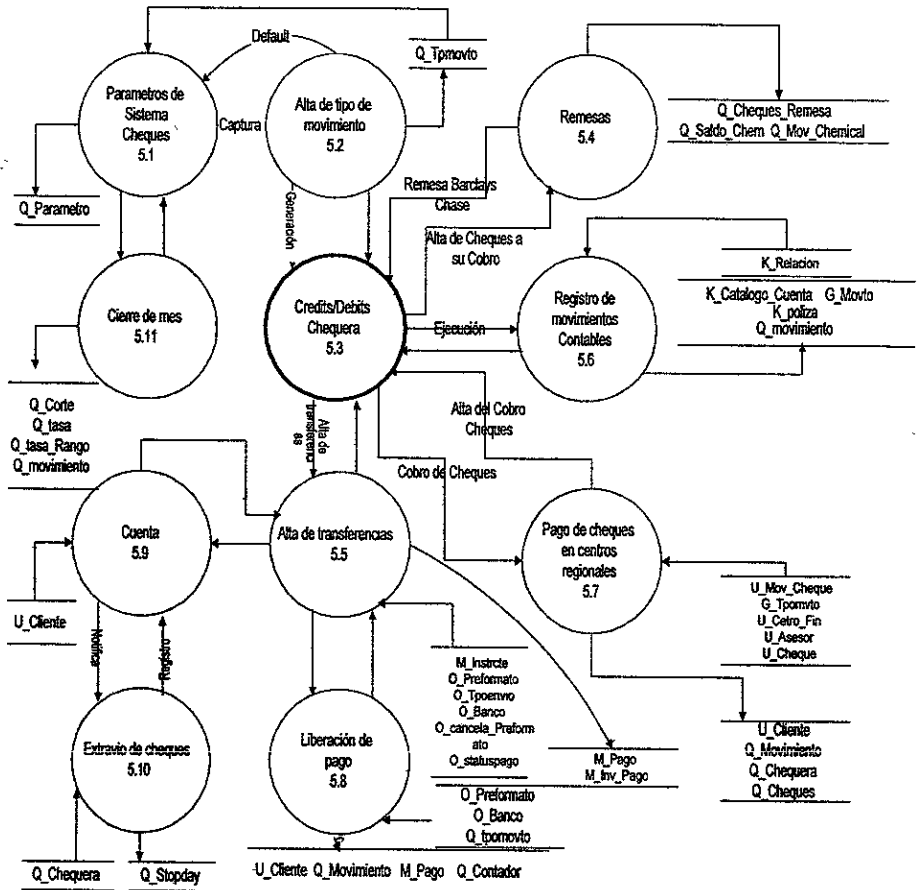 Default
Q_Tpmovto
Parametros de
Sistema
Cheques
5.1
Captura
Alta de tipo de
movimiento
5.2
Remesas
5.4
Q_Cheques_Remesa
Q_Saldo_Chem Q_Mov_Chemical
Q_Parametro
Generación
Remesa Barclays
Chase
Alta de Cheques a
su Cobro
K_Relacion
K_Catalogo_Cuenta G_Movto
K_poliza
Q_movimiento
Cierre de mes
5.11
Credits/Debits
Chequera
5.3
Ejecución
Registro de
movimientos
Contables
5.6
Q_Corte
Q_tasa
Q_tasa_Rango
Q_movimiento
Alta de
transferenci
as
Alta del Cobro
Cheques
Cobro de Cheques
Cuenta
5.9
Alta de transferencias
5.5
Pago de cheques
en centros
regionales
5.7
U_Cliente
Notifica
Registro
U_Mov_Cheque
G_Tpomvto
U_Cetro_Fin
U_Asesor
U_Cheque
M_Instrcte
O_Preformato
O_Tpoenvio
O_Banco
O_cancela_Preform
ato
O_statuspago
Extravio de cheques
5.10
Liberación de
pago
5.8
M_Pago
M_Inv_Pago
U_Cliente
Q_Movimiento
Q_Chequera
Q_Cheques
O_Preformato
O_Banco
Q_tpomovto
Q_Chequera
Q_Stopday
U_Cliente Q_Movimiento M_Pago Q_Contador